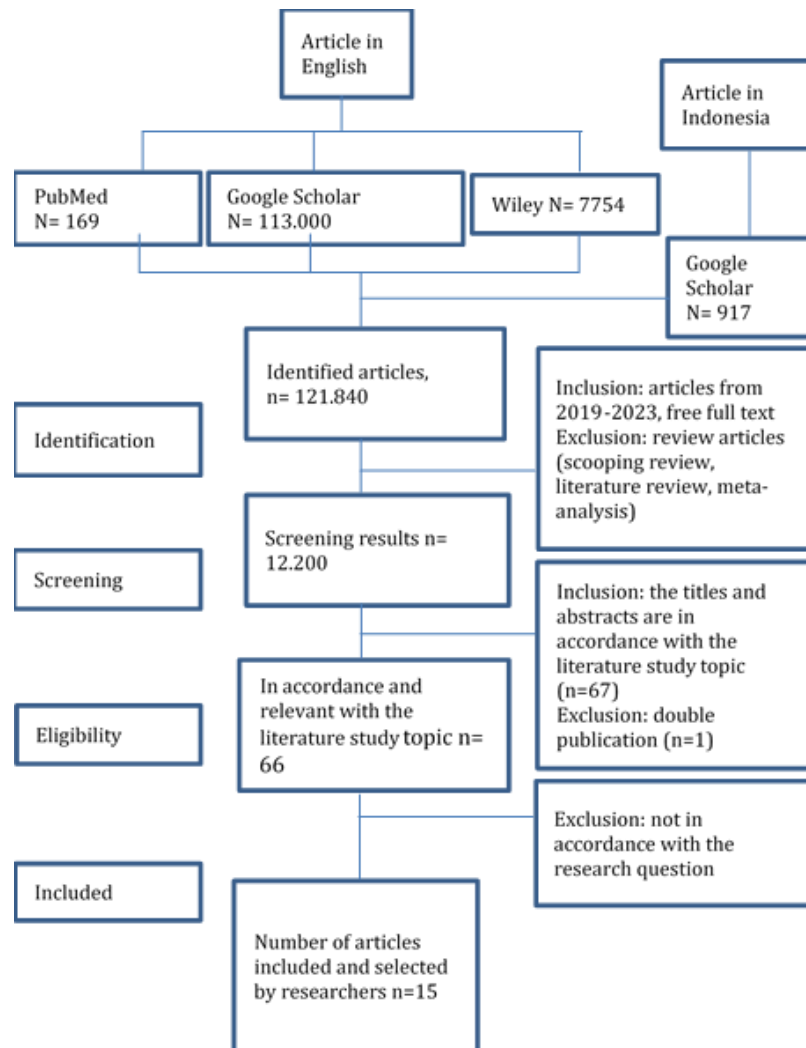 Article in
English
Article in
Indonesia
PubMed
N= 169
Google Scholar
N= 113.000
Wiley N= 7754
Google
Scholar
N= 917
Identified articles,
n= 121.840
Identification
Inclusion: articles from
2019-2023, free full text
Exclusion: review articles
(scooping review,
literature review, meta-
analysis)
Screening results n=
12.200
Screening
Inclusion: the titles and
abstracts are in
accordance with the
literature study topic
(n=67)
Exclusion: double
publication (n=1)
In accordance and
relevant with the
literature study topic n=
66
Eligibility
Exclusion: not in
accordance with the
research question
Included
Number of articles
included and selected
by researchers n=15